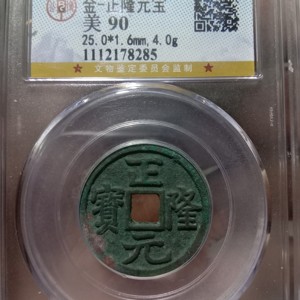 金-正隆元宝
美 90
25.0*1.6mm,4.0g
1112178285
文物鉴定委员会监制
正
寶 隆
元